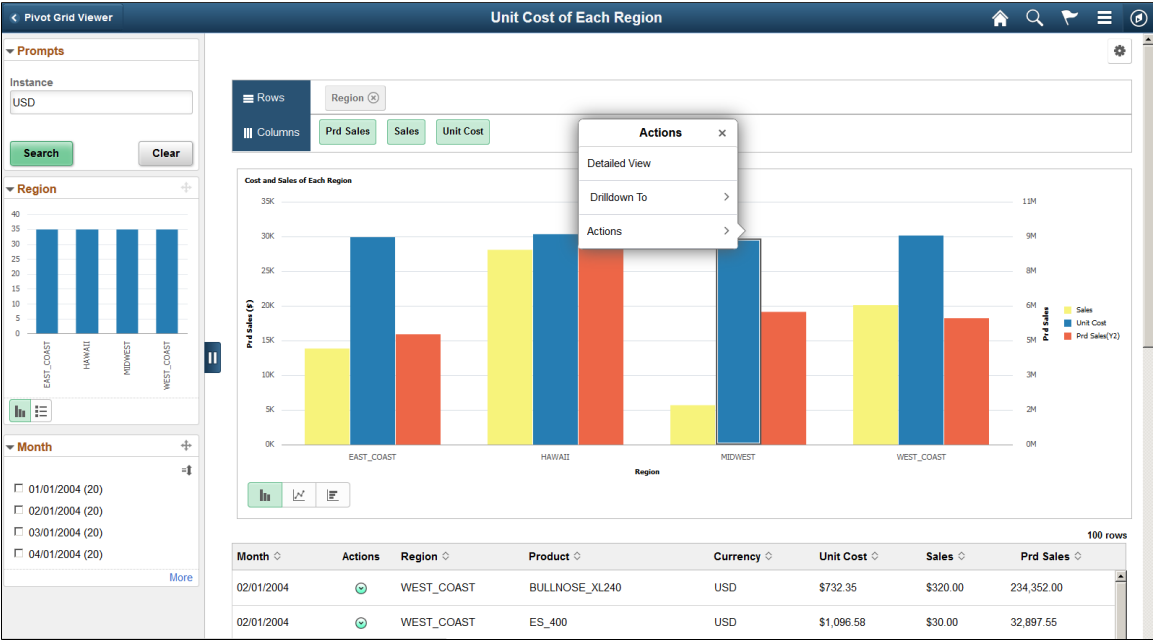 Pivot Grid Viewer
Unit Cost of Each Region
Prompts
Instance
USD
Search Clear
Region
40
35
30
25
20
15
10
5
0
EAST_COAST HAWAII MIDWEST WEST_COAST
Month
01/01/2004 (20)
02/01/2004 (20)
03/01/2004 (20)
04/01/2004 (20)
More
Rows Region
Columns Prd Sales Sales Unit Cost
Actions
Detailed View
Drilldown To
Actions
Cost and Sales of Each Region
35K 11M
30K 9M
25K 8M
20K 6M
15K 5M
10K 3M
5K 2M
0K 0M
Prd Sales ($)
Prd Sales
EAST_COAST HAWAII MIDWEST WEST_COAST
Region
Sales
Unit Cost
Prd Sales(Y2)
100 rows
Month Actions Region Product Currency Unit Cost Sales Prd Sales
02/01/2004 WEST_COAST BULLNOSE_XL240 USD $732.35 $320.00 234,352.00
02/01/2004 WEST_COAST ES_400 USD $1,096.58 $30.00 32,897.55